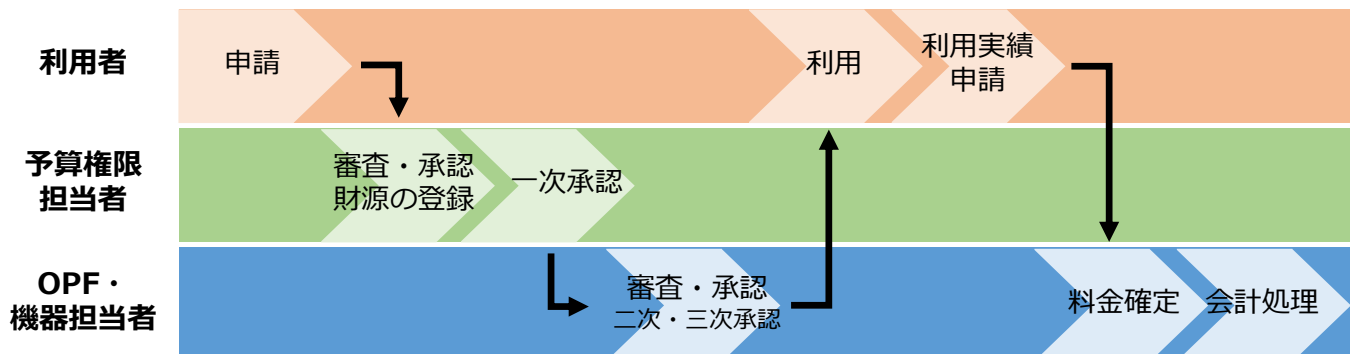 利用者
申請
利用
利用実績
申請
予算権限
担当者
審査・承認
財源の登録
一次承認
OPF・
機器担当者
審査・承認
二次・三次承認
料金確定
会計処理